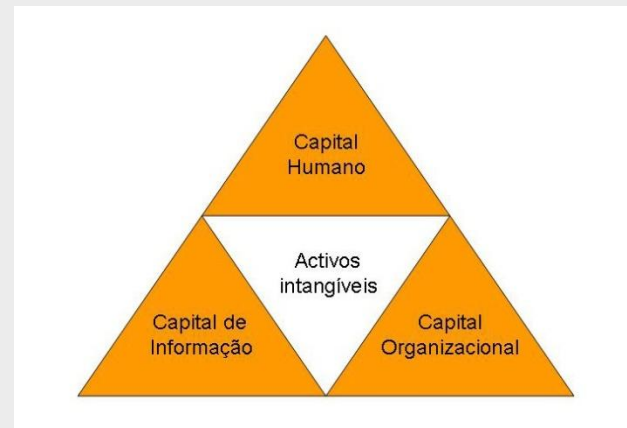 Capital
Humano
Activos
intangíveis
Capital de
Informação
Capital
Organizacional